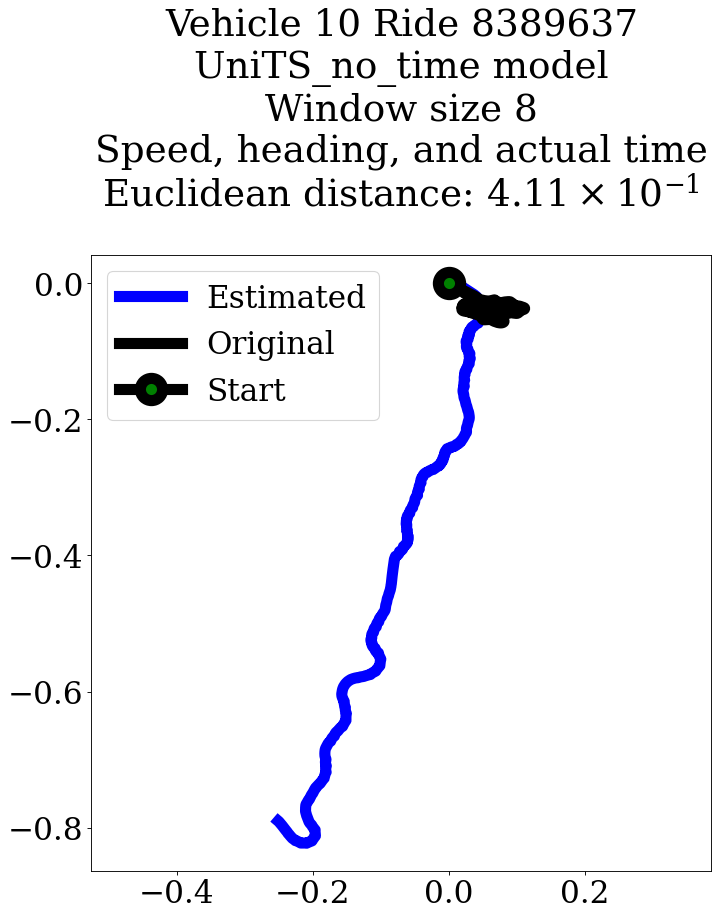 Vehicle 10 Ride 8389637
UniTS_no_time model
Window size 8
Speed, heading, and actual time
Euclidean distance: 4.11 × 10⁻¹
Estimated
Original
Start
0.0
−0.2
−0.4
−0.6
−0.8
−0.4 −0.2 0.0 0.2